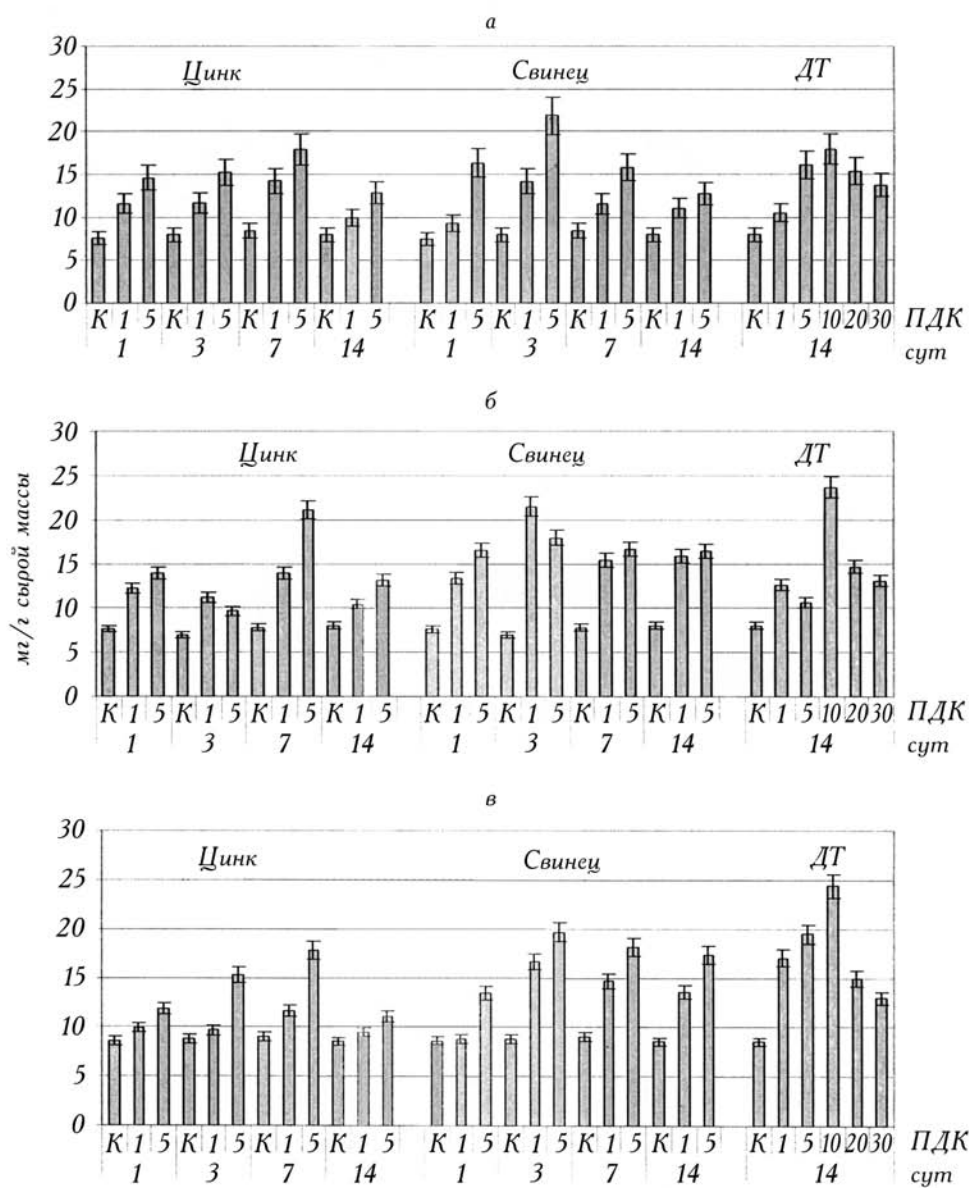 а
30
25
20
15
10
5
0
Цинк Свинец ДТ
К 1 5 К 1 5 К 1 5 К 1 5 К 1 5 К 1 5 К 1 5 К 1 5 К 1 5 10 20 30 ПДК
1 3 7 14 1 3 7 14 14 сут
б
мг/г сырой массы
30
25
20
15
10
5
0
Цинк Свинец ДТ
К 1 5 К 1 5 К 1 5 К 1 5 К 1 5 К 1 5 К 1 5 К 1 5 К 1 5 10 20 30 ПДК
1 3 7 14 1 3 7 14 14 сут
в
30
25
20
15
10
5
0
Цинк Свинец ДТ
К 1 5 К 1 5 К 1 5 К 1 5 К 1 5 К 1 5 К 1 5 К 1 5 К 1 5 10 20 30 ПДК
1 3 7 14 1 3 7 14 14 сут